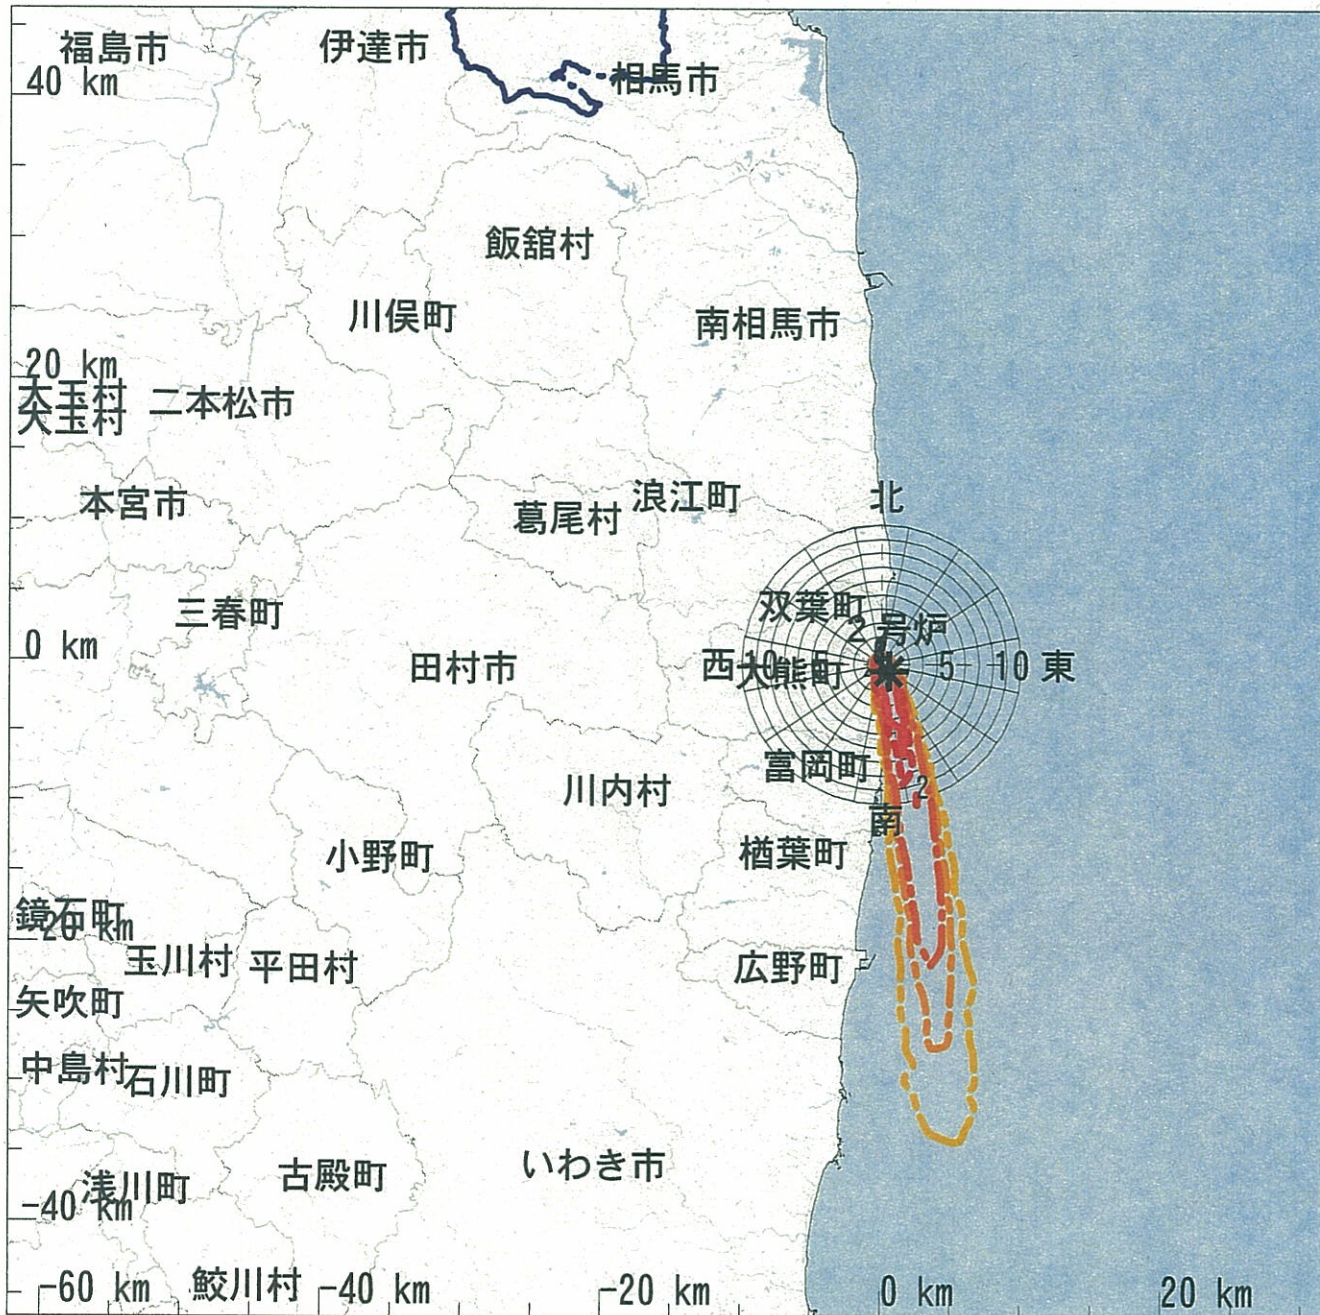 福島市 伊達市
40 km 相馬市
飯舘村
川俣町 南相馬市
20 km
大玉村
大玉村 二本松市
本宮市 葛尾村 浪江町 北
三春町 双葉町
2号炉
0 km 田村市 西 10 5 5 10 東
大熊町
川内村 富岡町 2
南
小野町 楢葉町
鏡石町
-20 km
玉川村 平田村 広野町
矢吹町
中島村 石川町
浅川町 古殿町 いわき市
-40 km
-60 km 鮫川村 -40 km -20 km 0 km 20 km